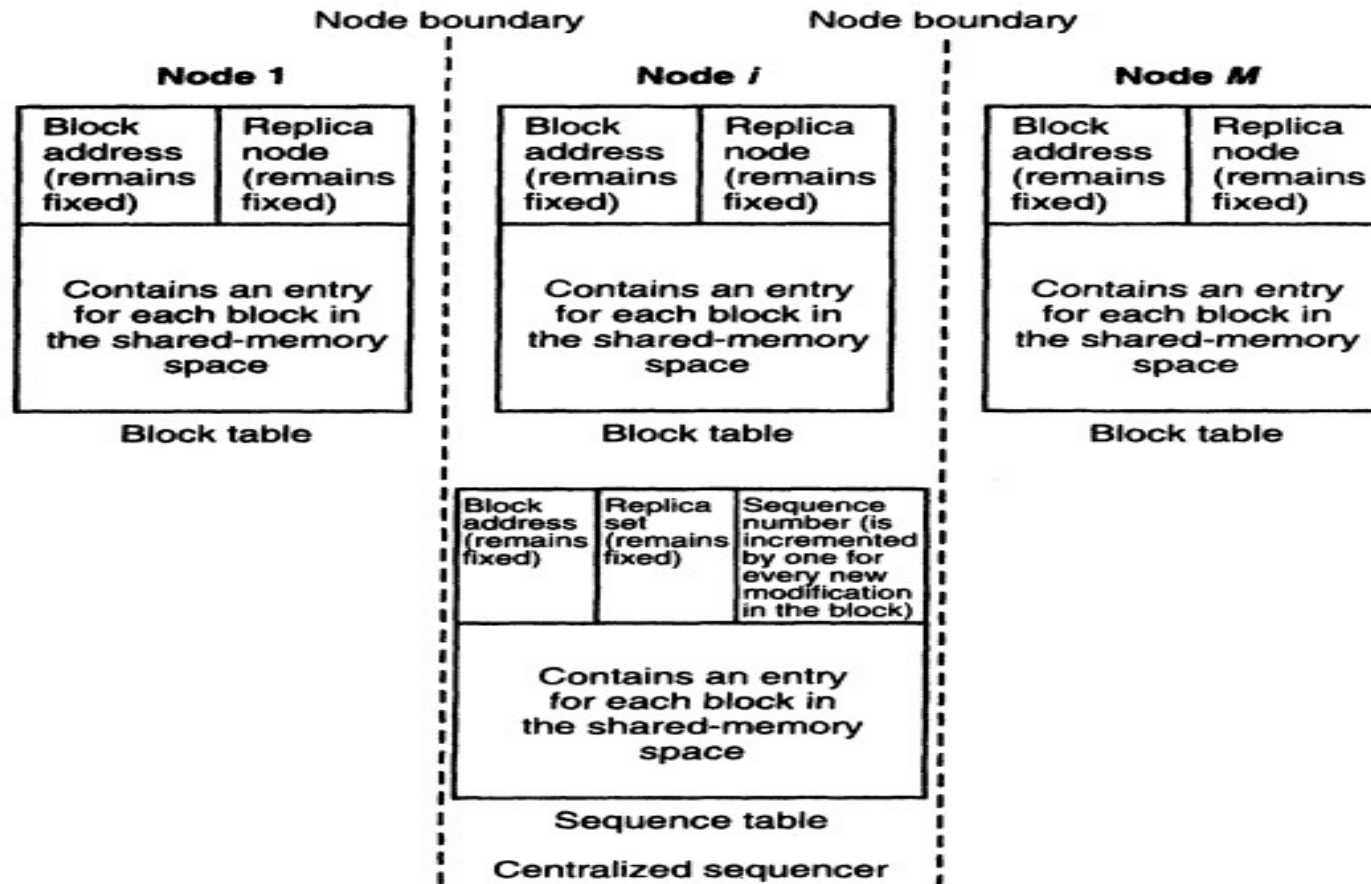 Node boundary
Node boundary
Node 1
Block
address
(remains
fixed)
Replica
node
(remains
fixed)
Contains an entry
for each block in
the shared-memory
space
Block table
Node i
Block
address
(remains
fixed)
Replica
node
(remains
fixed)
Contains an entry
for each block in
the shared-memory
space
Block table
Node M
Block
address
(remains
fixed)
Replica
node
(remains
fixed)
Contains an entry
for each block in
the shared-memory
space
Block table
Block
address
(remains
fixed)
Replica
set
(remains
fixed)
Sequence
number (is
incremented
by one for
every new
modification
in the block)
Contains an entry
for each block in
the shared-memory
space
Sequence table
Centralized sequencer